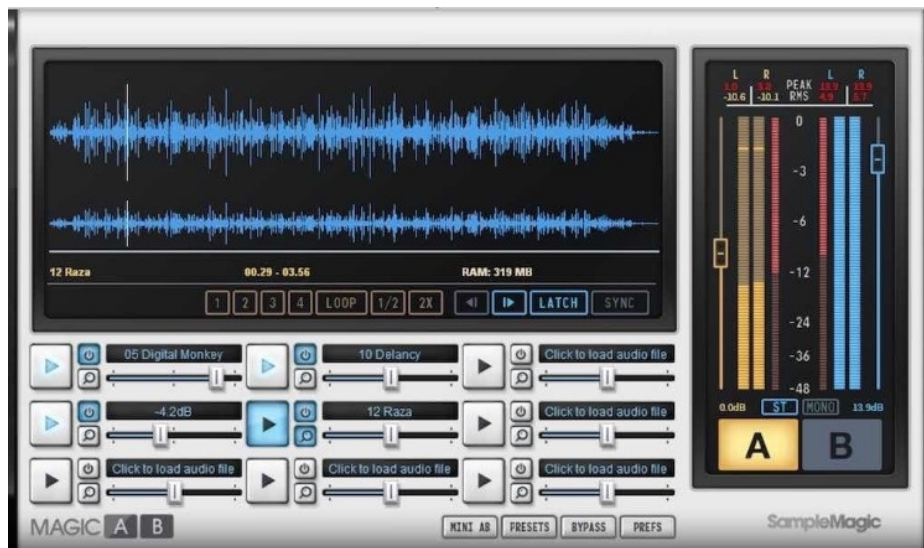 L R L R
PEAK
-10.6 -10.1 RMS 4.9 5.7
0
-3
-6
-12
-24
-36
-48
0.0dB ST MONO 13.9dB
A B
12 Raza 00.29 - 03.56 RAM: 319 MB
1 2 3 4 LOOP 1/2 2X LATCH SYNC
05 Digital Monkey 10 Delancy Click to load audio file
-4.2dB 12 Raza Click to load audio file
Click to load audio file Click to load audio file Click to load audio file
MAGIC A B MINI AB PRESETS BYPASS PREFS SampleMagic